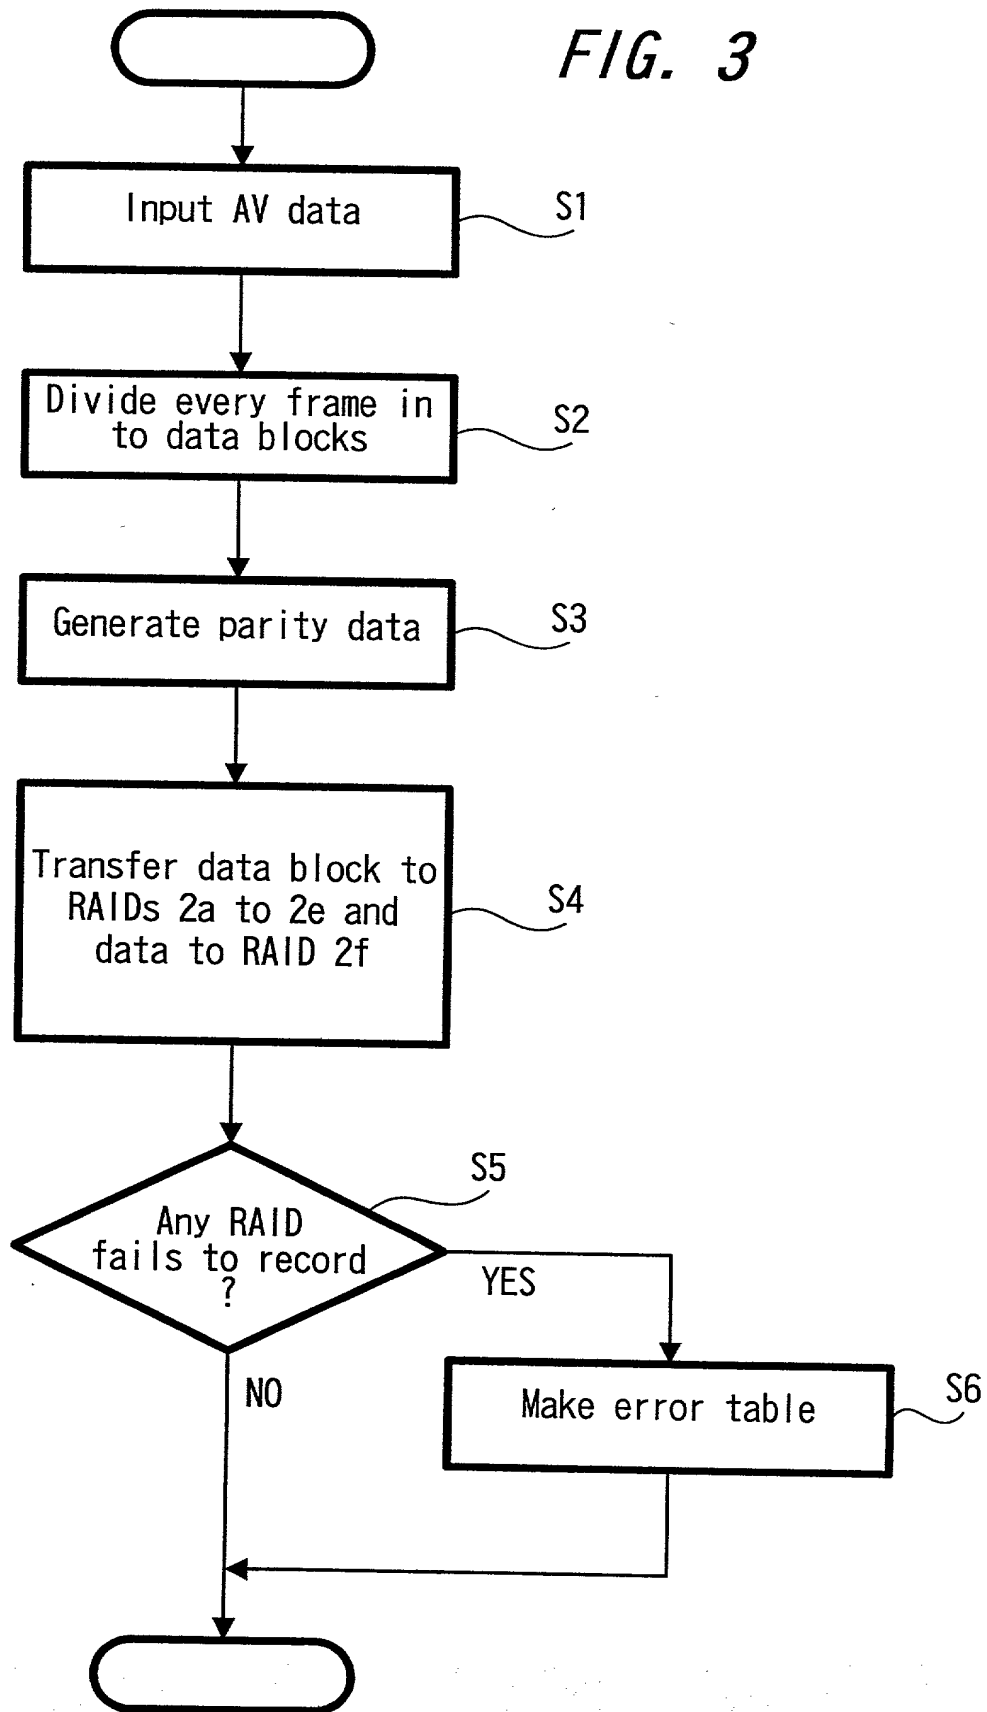 FIG. 3
Input AV data
S1
Divide every frame in
to data blocks
S2
Generate parity data
S3
Transfer data block to
RAIDs 2a to 2e and
data to RAID 2f
S4
Any RAID
fails to record
?
S5
YES
NO
Make error table
S6